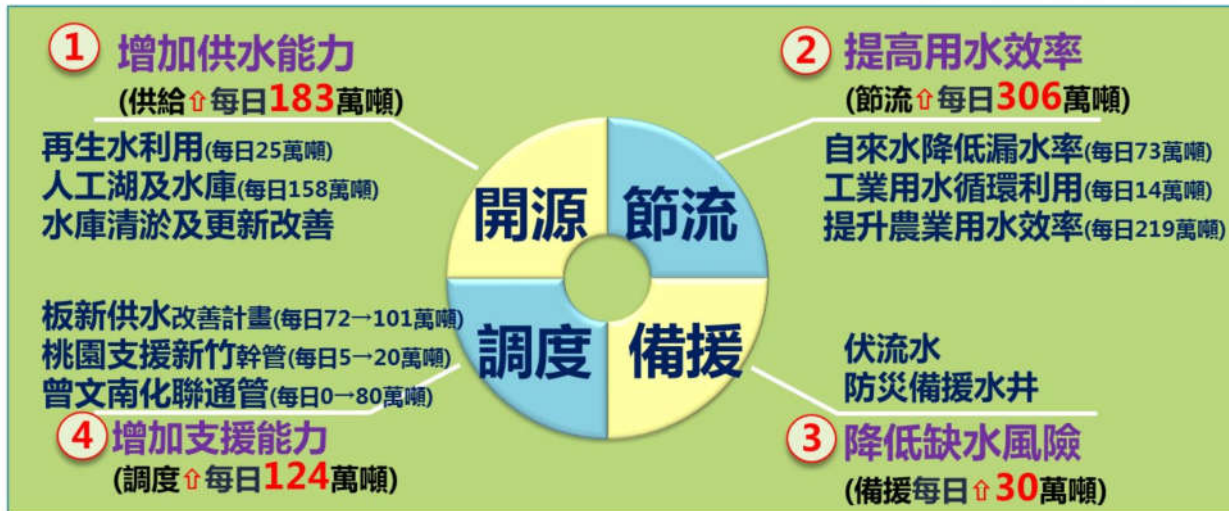 1 增加供水能力
(供給⇧每日183萬噸)
再生水利用(每日25萬噸)
人工湖及水庫(每日158萬噸)
水庫清淤及更新改善
2 提高用水效率
(節流⇧每日306萬噸)
自來水降低漏水率(每日73萬噸)
工業用水循環利用(每日14萬噸)
提升農業用水效率(每日219萬噸)
開源
節流
調度
備援
板新供水改善計畫(每日72→101萬噸)
桃園支援新竹幹管(每日5→20萬噸)
曾文南化聯通管(每日0→80萬噸)
4 增加支援能力
(調度⇧每日124萬噸)
伏流水
防災備援水井
3 降低缺水風險
(備援每日⇧30萬噸)